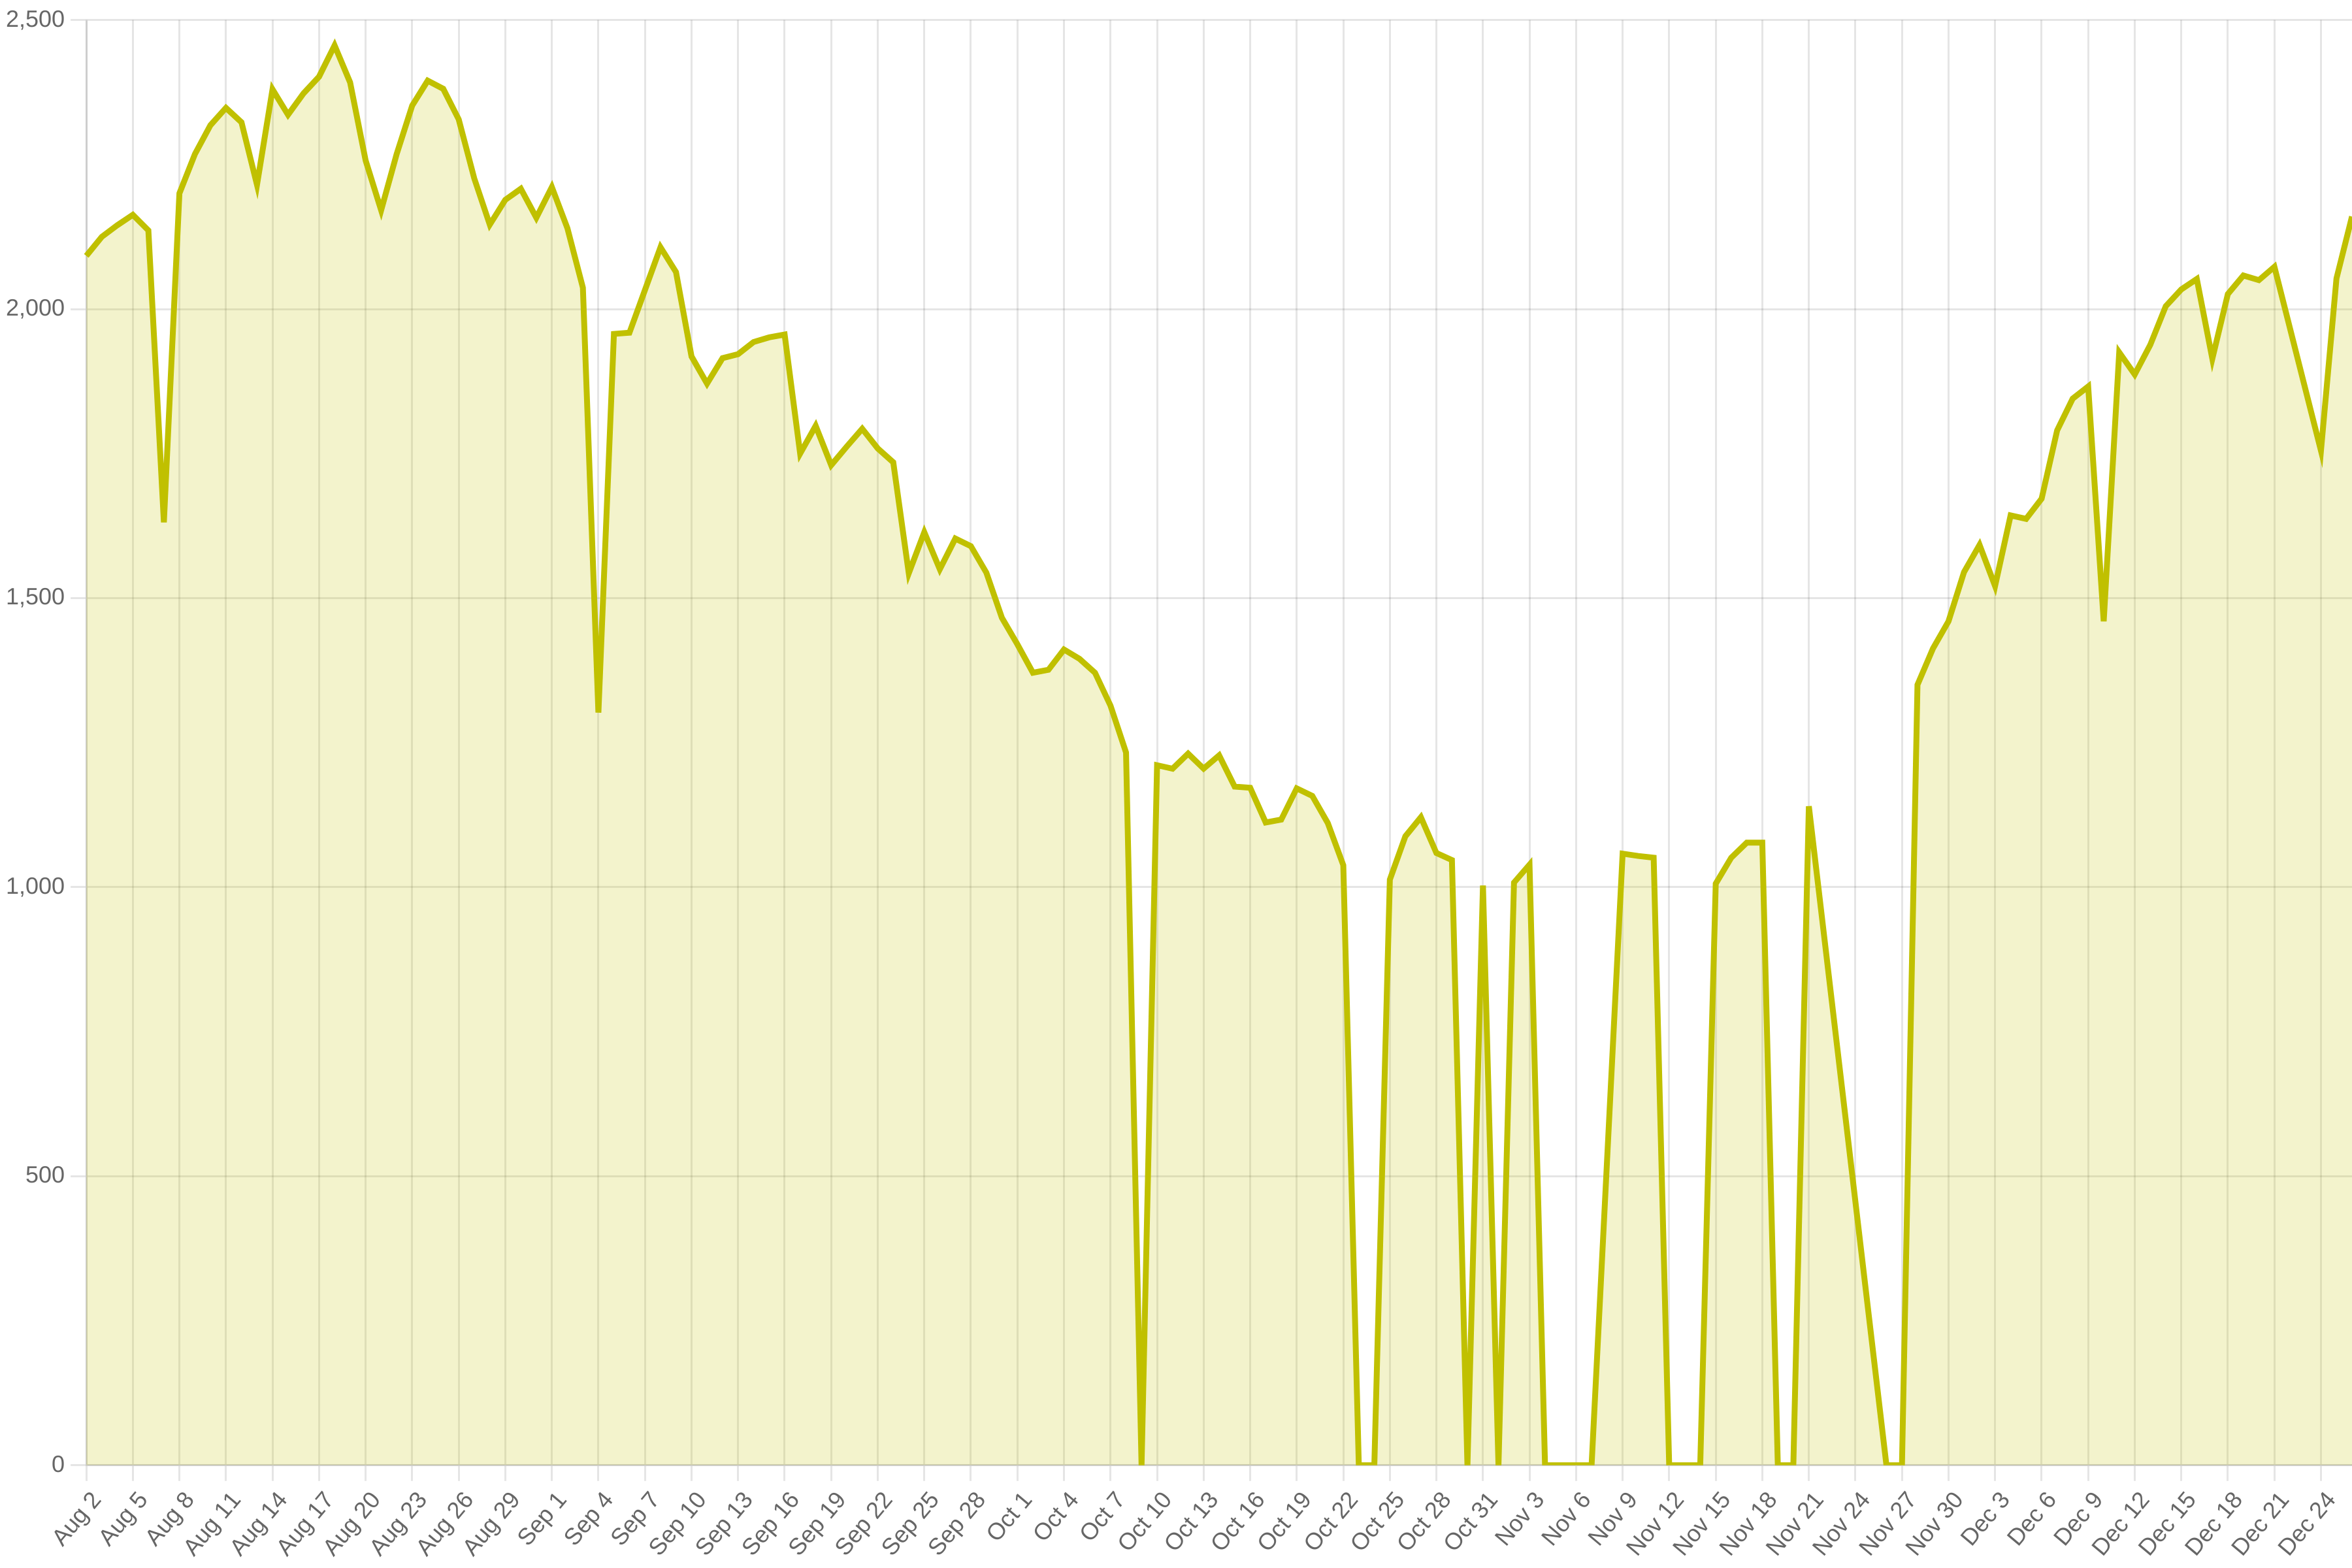 2,500
2,000
1,500
1,000
500
0
Aug 2
Aug 5
Aug 8
Aug 11
Aug 14
Aug 17
Aug 20
Aug 23
Aug 26
Aug 29
Sep 1
Sep 4
Sep 7
Sep 10
Sep 13
Sep 16
Sep 19
Sep 22
Sep 25
Sep 28
Oct 1
Oct 4
Oct 7
Oct 10
Oct 13
Oct 16
Oct 19
Oct 22
Oct 25
Oct 28
Oct 31
Nov 3
Nov 6
Nov 9
Nov 12
Nov 15
Nov 18
Nov 21
Nov 24
Nov 27
Nov 30
Dec 3
Dec 6
Dec 9
Dec 12
Dec 15
Dec 18
Dec 21
Dec 24